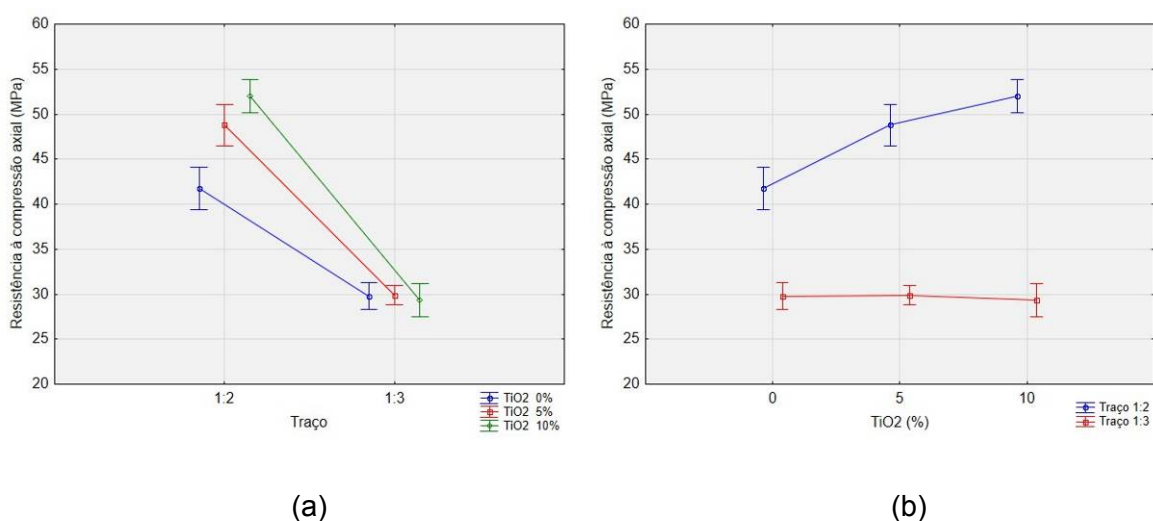 60
55
50
45
40
35
30
25
20
Resistência à compressão axial (MPa)
1:2 1:3
Traço
TiO2 0%
TiO2 5%
TiO2 10%
(a)
60
55
50
45
40
35
30
25
20
Resistência à compressão axial (MPa)
0 5 10
TiO2 (%)
Traço 1:2
Traço 1:3
(b)